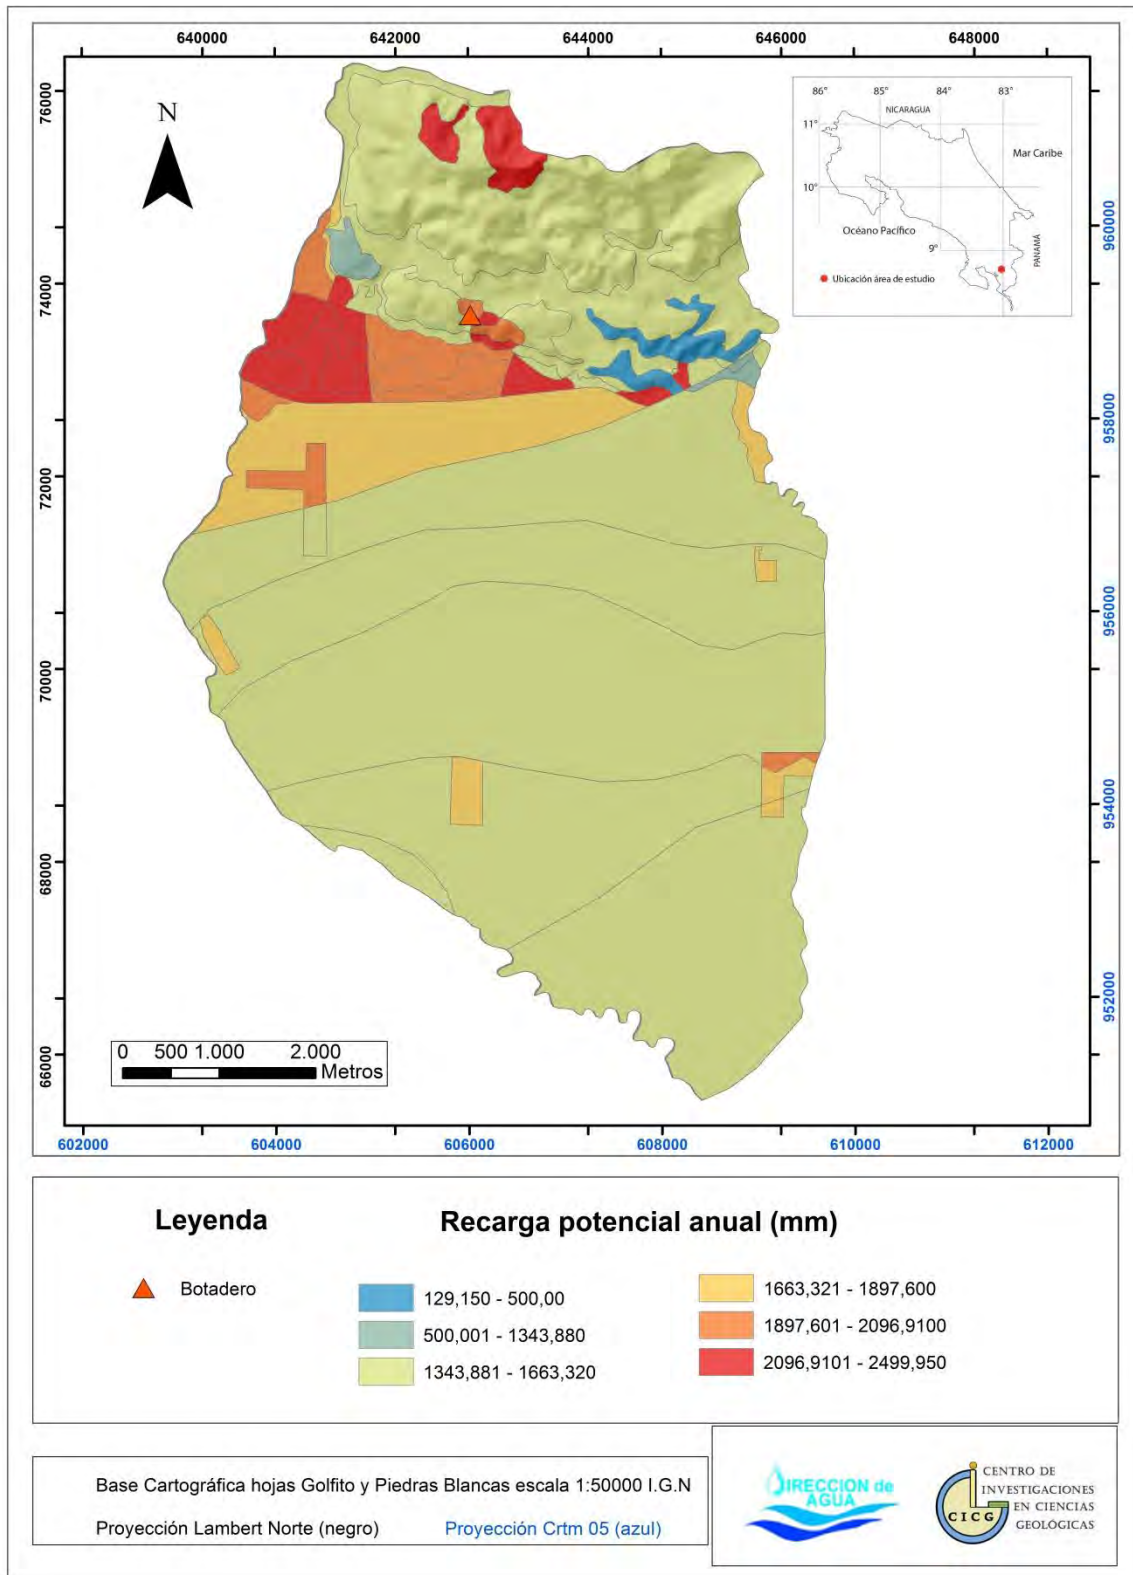 640000 642000 644000 646000 648000
76000
74000
72000
70000
68000
66000
960000
958000
956000
954000
952000
602000 604000 606000 608000 610000 612000
N
86° 85° 84° 83°
11°
10°
9°
NICARAGUA
Mar Caribe
Océano Pacífico
PANAMÁ
Ubicación área de estudio
0 500 1.000 2.000
Metros
Leyenda
Botadero
Recarga potencial anual (mm)
129,150 - 500,00
500,001 - 1343,880
1343,881 - 1663,320
1663,321 - 1897,600
1897,601 - 2096,9100
2096,9101 - 2499,950
Base Cartográfica hojas Golfito y Piedras Blancas escala 1:50000 I.G.N
Proyección Lambert Norte (negro) Proyección Crtm 05 (azul)
DIRECCION de
AGUA
CICG
CENTRO DE
INVESTIGACIONES
EN CIENCIAS
GEOLÓGICAS